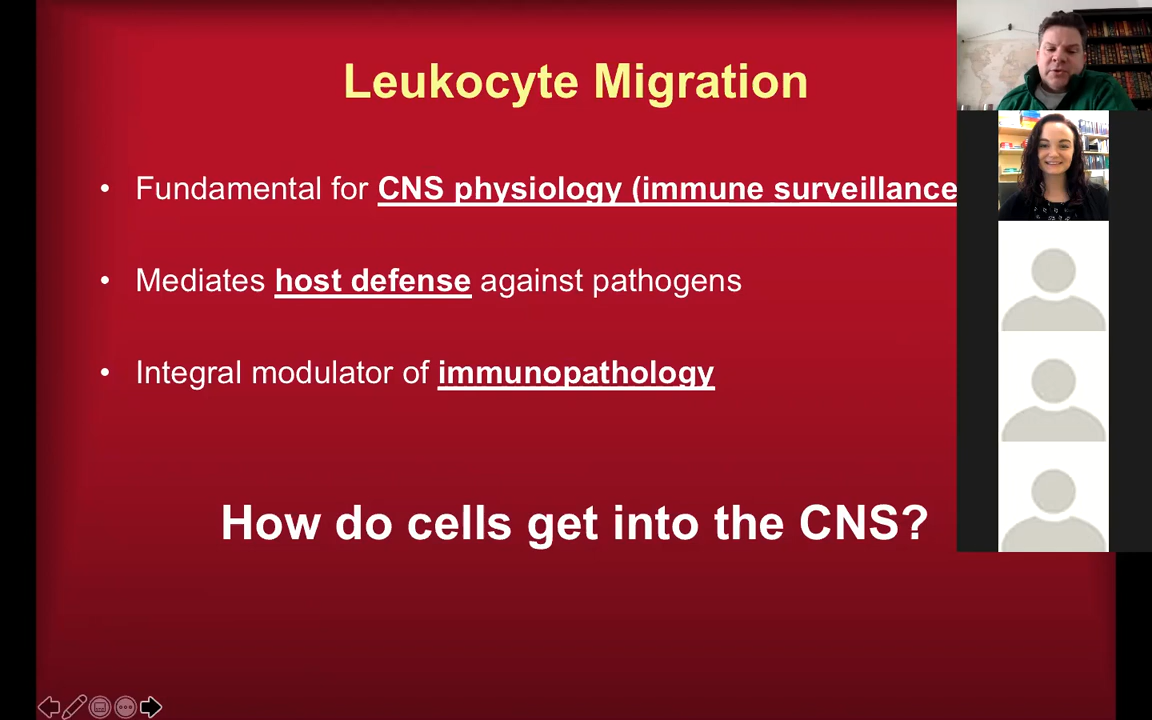 Leukocyte Migration
• Fundamental for CNS physiology (immune surveillance
• Mediates host defense against pathogens
• Integral modulator of immunopathology
How do cells get into the CNS?